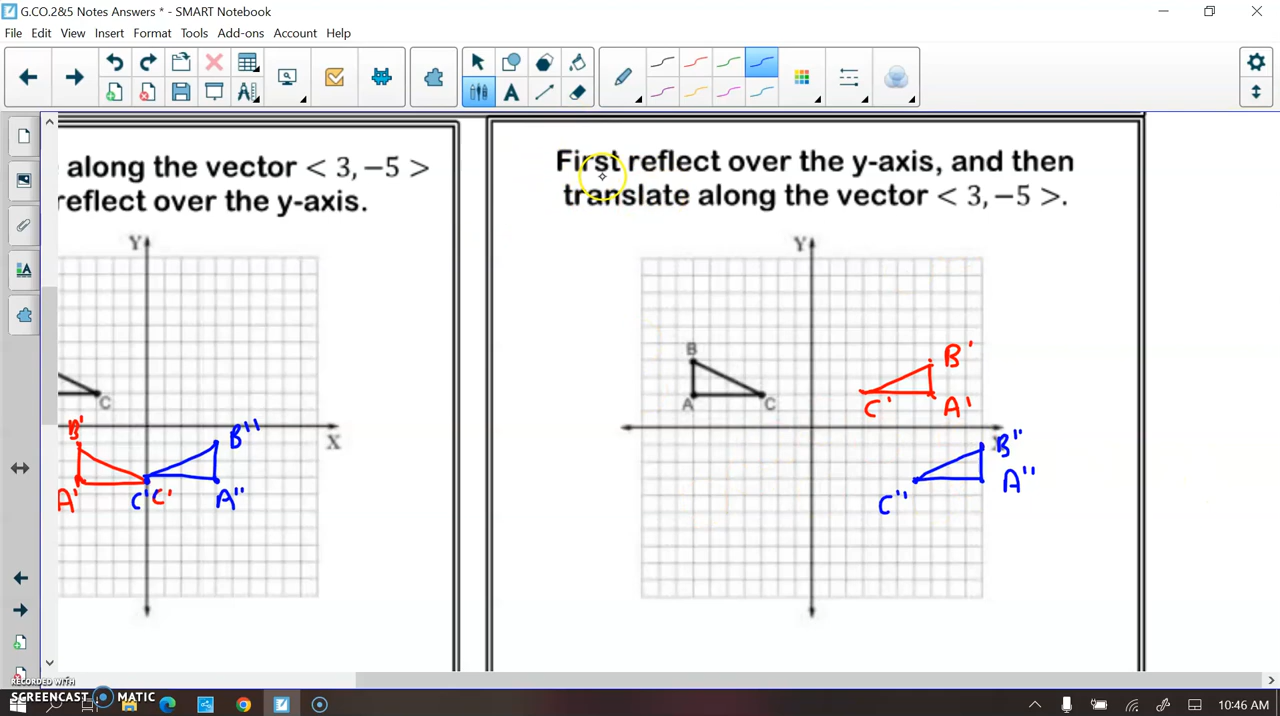 G.CO.2&5 Notes Answers * - SMART Notebook
File Edit View Insert Format Tools Add-ons Account Help
along the vector < 3, −5 >
reflect over the y-axis.
Y
C
X
B'
A'
C'
C'
B''
A''
First reflect over the y-axis, and then
translate along the vector < 3, −5 >.
Y
B
A
C
B'
C'
A'
B''
A''
C''
RECORDED WITH
SCREENCAST MATIC
10:46 AM